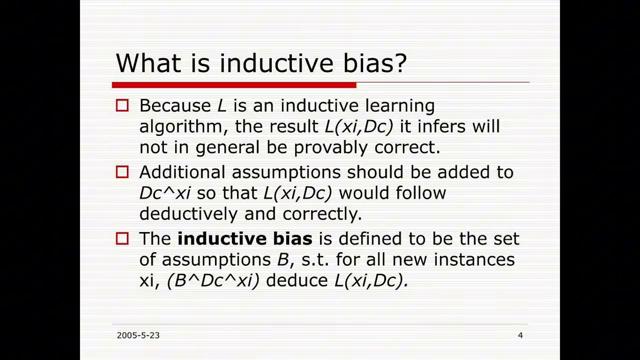 What is inductive bias?
Because L is an inductive learning
algorithm, the result L(xi,Dc) it infers will
not in general be provably correct.
Additional assumptions should be added to
Dc^xi so that L(xi,Dc) would follow
deductively and correctly.
The inductive bias is defined to be the set
of assumptions B, s.t. for all new instances
xi, (B^Dc^xi) deduce L(xi,Dc).
2005-5-23
4